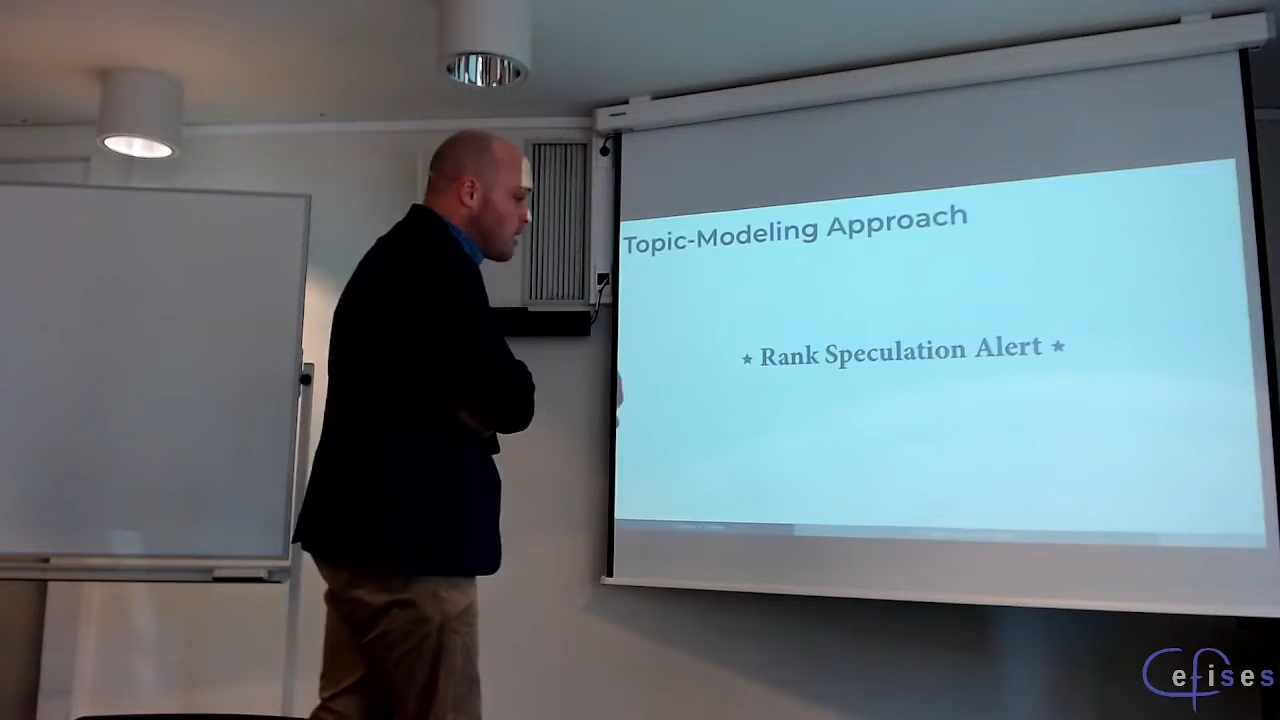 Topic-Modeling Approach
★ Rank Speculation Alert ★
Cefises